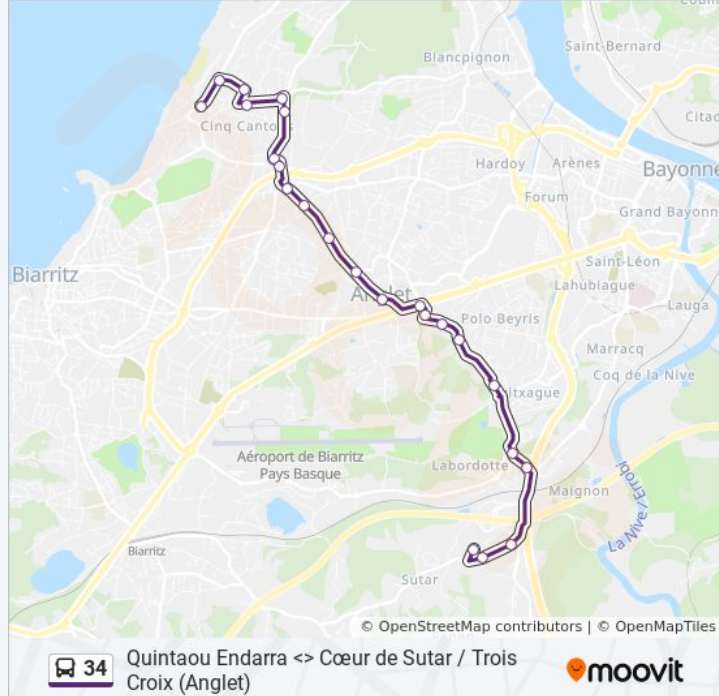 Blancpignon
Saint-Bernard
Cinq Canto
Hardoy
Arènes
Bayonne
Forum
Grand Bayonn
Biarritz
Saint-Léon
Lahubiague
Anglet
Lauga
Polo Beyris
Marracq
Coq de la Nive
itxague
Aéroport de Biarritz
Pays Basque
Labordotte
Maignon
La Nive / Errobi
Biarritz
Sutar
© OpenStreetMap contributors | © OpenMapTiles
34
Quintaou Endarra <> Cœur de Sutar / Trois
Croix (Anglet)
moovit